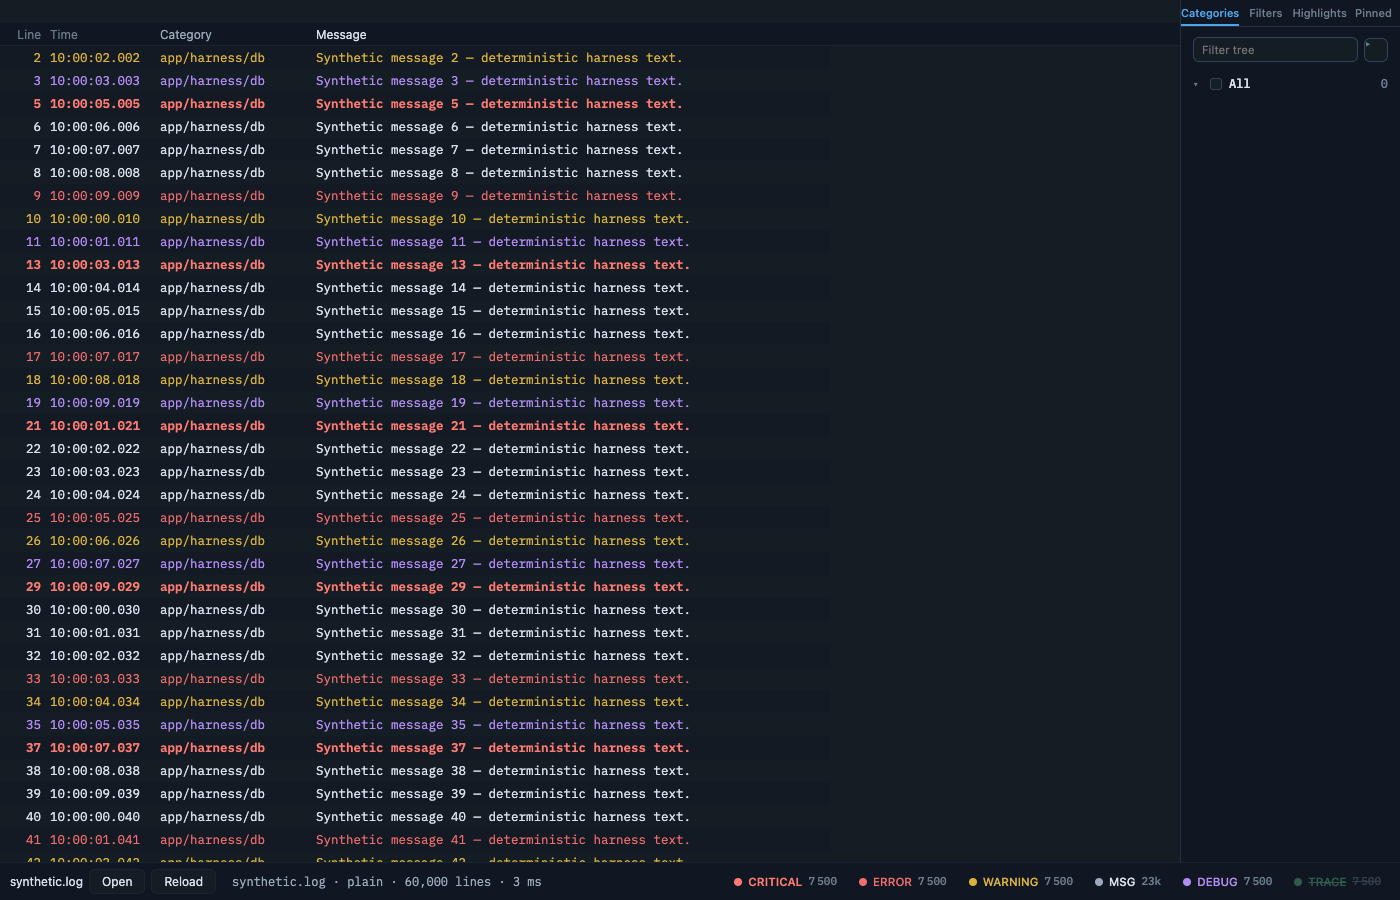 Categories Filters Highlights Pinned
Line Time Category Message
Filter tree
All 0
2 10:00:02.002 app/harness/db Synthetic message 2 — deterministic harness text.
3 10:00:03.003 app/harness/db Synthetic message 3 — deterministic harness text.
5 10:00:05.005 app/harness/db Synthetic message 5 — deterministic harness text.
6 10:00:06.006 app/harness/db Synthetic message 6 — deterministic harness text.
7 10:00:07.007 app/harness/db Synthetic message 7 — deterministic harness text.
8 10:00:08.008 app/harness/db Synthetic message 8 — deterministic harness text.
9 10:00:09.009 app/harness/db Synthetic message 9 — deterministic harness text.
10 10:00:00.010 app/harness/db Synthetic message 10 — deterministic harness text.
11 10:00:01.011 app/harness/db Synthetic message 11 — deterministic harness text.
13 10:00:03.013 app/harness/db Synthetic message 13 — deterministic harness text.
14 10:00:04.014 app/harness/db Synthetic message 14 — deterministic harness text.
15 10:00:05.015 app/harness/db Synthetic message 15 — deterministic harness text.
16 10:00:06.016 app/harness/db Synthetic message 16 — deterministic harness text.
17 10:00:07.017 app/harness/db Synthetic message 17 — deterministic harness text.
18 10:00:08.018 app/harness/db Synthetic message 18 — deterministic harness text.
19 10:00:09.019 app/harness/db Synthetic message 19 — deterministic harness text.
21 10:00:01.021 app/harness/db Synthetic message 21 — deterministic harness text.
22 10:00:02.022 app/harness/db Synthetic message 22 — deterministic harness text.
23 10:00:03.023 app/harness/db Synthetic message 23 — deterministic harness text.
24 10:00:04.024 app/harness/db Synthetic message 24 — deterministic harness text.
25 10:00:05.025 app/harness/db Synthetic message 25 — deterministic harness text.
26 10:00:06.026 app/harness/db Synthetic message 26 — deterministic harness text.
27 10:00:07.027 app/harness/db Synthetic message 27 — deterministic harness text.
29 10:00:09.029 app/harness/db Synthetic message 29 — deterministic harness text.
30 10:00:00.030 app/harness/db Synthetic message 30 — deterministic harness text.
31 10:00:01.031 app/harness/db Synthetic message 31 — deterministic harness text.
32 10:00:02.032 app/harness/db Synthetic message 32 — deterministic harness text.
33 10:00:03.033 app/harness/db Synthetic message 33 — deterministic harness text.
34 10:00:04.034 app/harness/db Synthetic message 34 — deterministic harness text.
35 10:00:05.035 app/harness/db Synthetic message 35 — deterministic harness text.
37 10:00:07.037 app/harness/db Synthetic message 37 — deterministic harness text.
38 10:00:08.038 app/harness/db Synthetic message 38 — deterministic harness text.
39 10:00:09.039 app/harness/db Synthetic message 39 — deterministic harness text.
40 10:00:00.040 app/harness/db Synthetic message 40 — deterministic harness text.
41 10:00:01.041 app/harness/db Synthetic message 41 — deterministic harness text.
synthetic.log Open Reload synthetic.log · plain · 60,000 lines · 3 ms CRITICAL 7500 ERROR 7500 WARNING 7500 MSG 23k DEBUG 7500 TRACE 7500